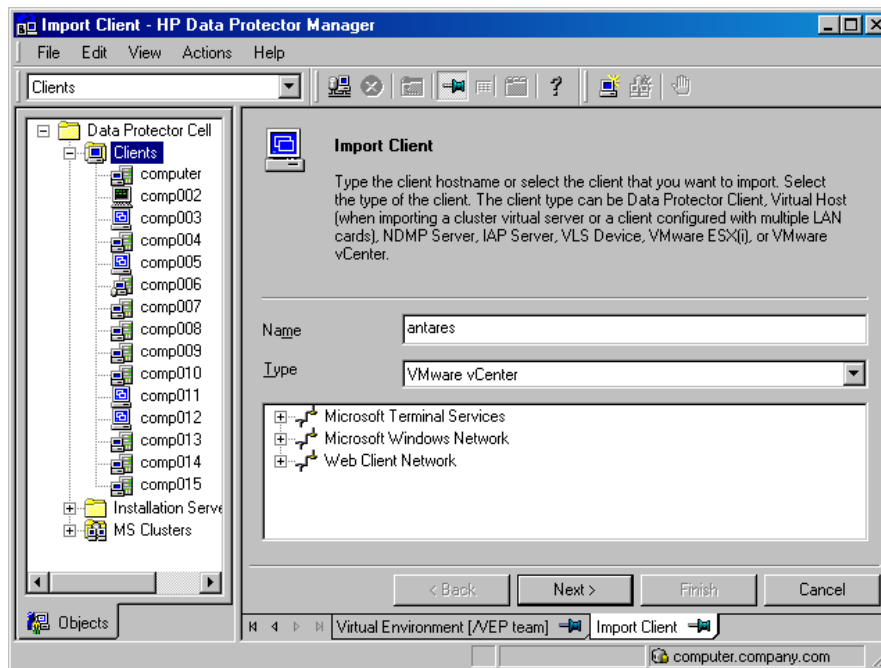 Import Client - HP Data Protector Manager
File Edit View Actions Help
Clients
Data Protector Cell
Clients
computer
comp002
comp003
comp004
comp005
comp006
comp007
comp008
comp009
comp010
comp011
comp012
comp013
comp014
comp015
Installation Serve
MS Clusters
Objects
Import Client
Type the client hostname or select the client that you want to import. Select
the type of the client. The client type can be Data Protector Client, Virtual Host
(when importing a cluster virtual server or a client configured with multiple LAN
cards), NDMP Server, IAP Server, VLS Device, VMware ESX(i), or VMware
vCenter.
Name antares
Type VMware vCenter
Microsoft Terminal Services
Microsoft Windows Network
Web Client Network
< Back Next > Finish Cancel
Virtual Environment [/VEP team] Import Client
computer.company.com